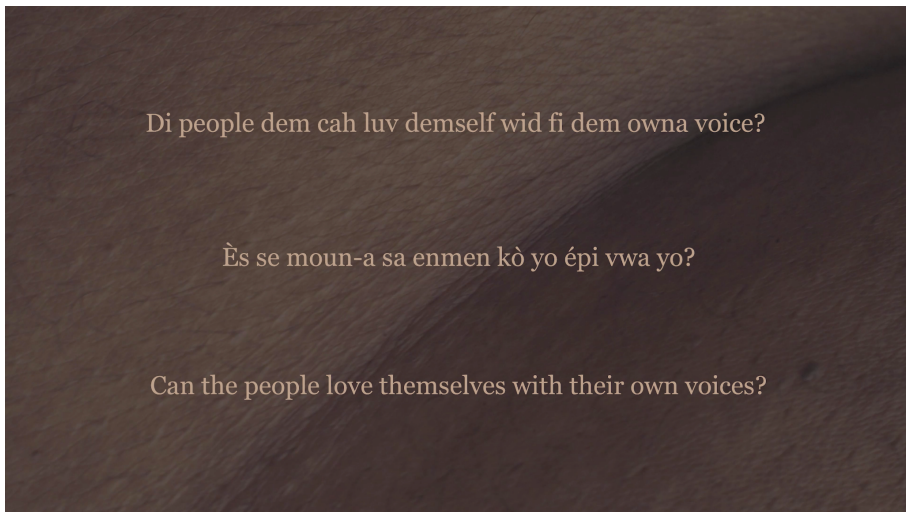 Di people dem cah luv demself wid fi dem owna voice?
Ès se moun-a sa enmen kò yo épi vwa yo?
Can the people love themselves with their own voices?